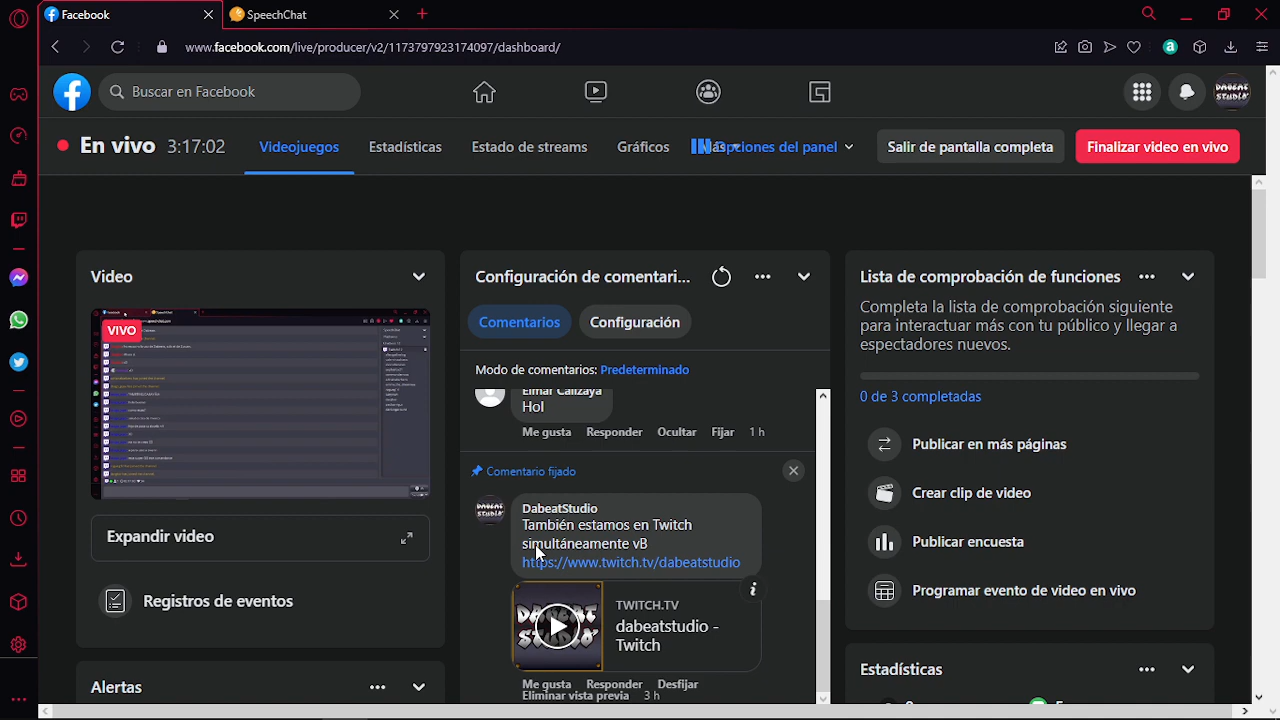 Facebook
SpeechChat
www.facebook.com/live/producer/v2/1173797923174097/dashboard/
Buscar en Facebook
En vivo 3:17:02
Videojuegos
Estadísticas
Estado de streams
Gráficos
Opciones del panel
Salir de pantalla completa
Finalizar video en vivo
Video
VIVO
Expandir video
Registros de eventos
Alertas
Configuración de comentari...
Comentarios
Configuración
Modo de comentarios: Predeterminado
Hol
Responder Ocultar Fijar 1 h
Comentario fijado
DabeatStudio
También estamos en Twitch
simultáneamente vB
https://www.twitch.tv/dabeatstudio
DABEAT
STUDIO
TWITCH.TV
dabeatstudio -
Twitch
Me gusta Responder Desfijar
Eliminar vista previa 3 h
Lista de comprobación de funciones
Completa la lista de comprobación siguiente
para interactuar más con tu público y llegar a
espectadores nuevos.
0 de 3 completadas
Publicar en más páginas
Crear clip de video
Publicar encuesta
Programar evento de video en vivo
Estadísticas